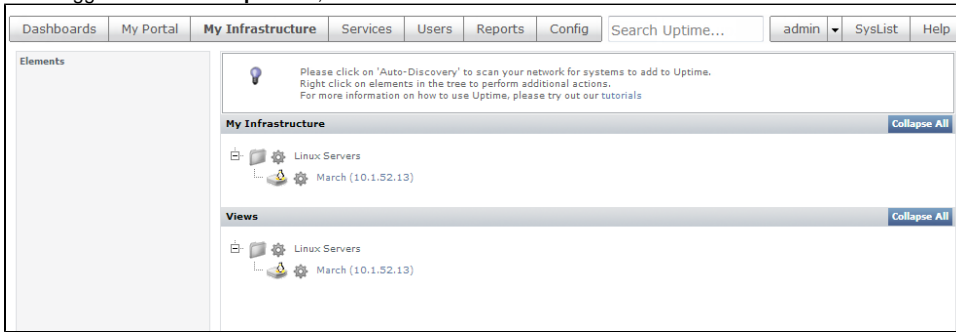 Dashboards My Portal My Infrastructure Services Users Reports Config Search Uptime... admin SysList Help
Elements
Please click on 'Auto-Discovery' to scan your network for systems to add to Uptime.
Right click on elements in the tree to perform additional actions.
For more information on how to use Uptime, please try out our tutorials
My Infrastructure Collapse All
Linux Servers
March (10.1.52.13)
Views Collapse All
Linux Servers
March (10.1.52.13)